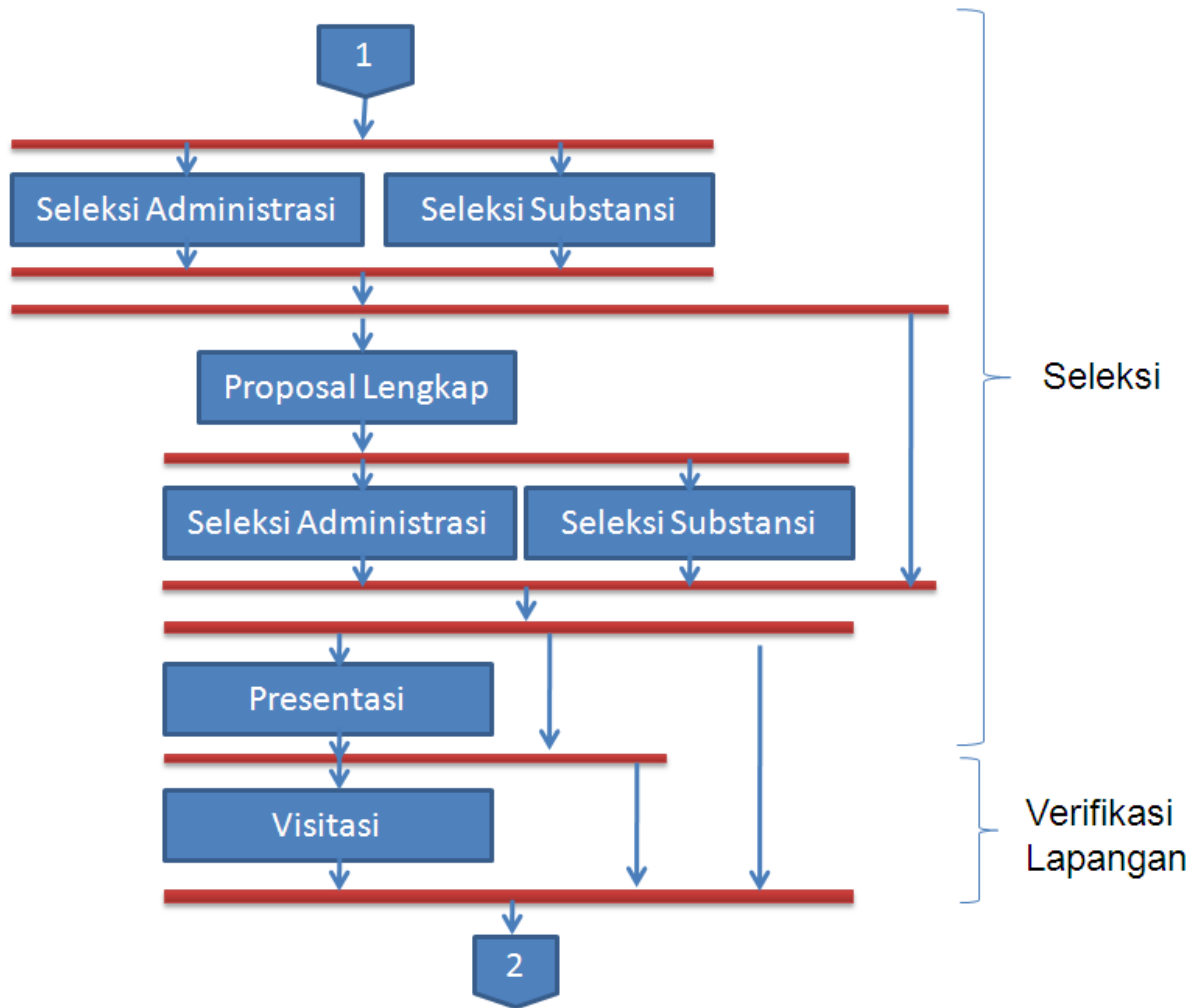 1
Seleksi Administrasi
Seleksi Substansi
Proposal Lengkap
Seleksi Administrasi
Seleksi Substansi
Presentasi
Visitasi
2
Seleksi
Verifikasi
Lapangan